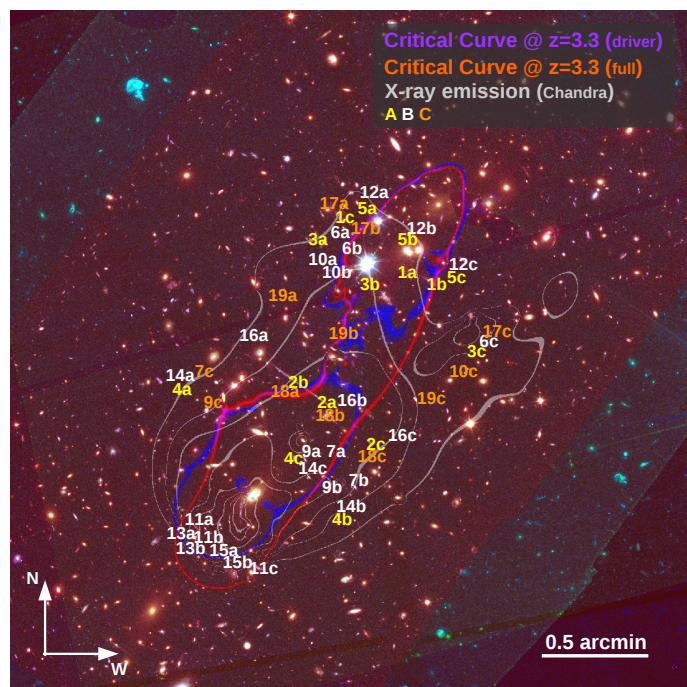 Critical Curve @ z=3.3 (driver)
Critical Curve @ z=3.3 (full)
X-ray emission (Chandra)
A B C
12a
17a
5a
1c
17b
12b
6a
3a
5b
6b
10a
12c
10b
1a
5c
3b
1b
19a
19b
17c
16a
6c
3c
14a
7c
10c
4a
2b
18a
19c
9c
2a
16b
18b
16c
2c
9a
7a
4c
18c
14c
7b
9b
14b
11a
4b
13a
11b
13b
15a
15b
11c
N
W
0.5 arcmin